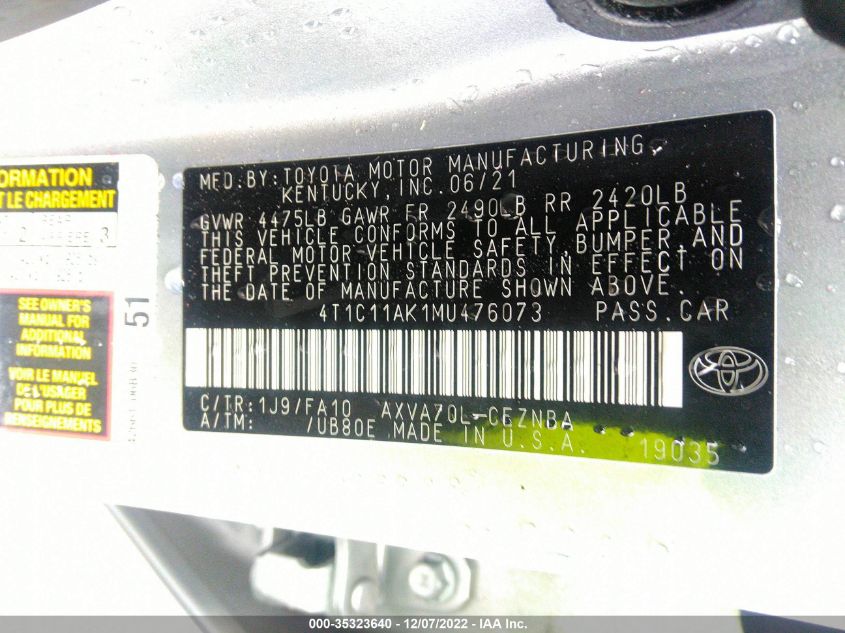 MFD.BY:TOYOTA MOTOR MANUFACTURING,
KENTUCKY, INC. 06/21
GVWR 4475LB GAWR FR 2490LB RR 2420LB
THIS VEHICLE CONFORMS TO ALL APPLICABLE
FEDERAL MOTOR VEHICLE SAFETY, BUMPER, AND
THEFT PREVENTION STANDARDS IN EFFECT ON
THE DATE OF MANUFACTURE SHOWN ABOVE.
4T1C11AK1MU476073 PASS.CAR
C/TR:1J9/FA10 AXVA70L-CEZNBA
A/TM: /UB80E MADE IN U.S.A. 19035
ORMATION
T LE CHARGEMENT
2 3
SEE OWNER'S
MANUAL FOR
ADDITIONAL
INFORMATION
VOIR LE MANUEL
DE L'USAGER
POUR PLUS DE
RENSEIGNEMENTS
51
000-35323640 - 12/07/2022 - IAA Inc.